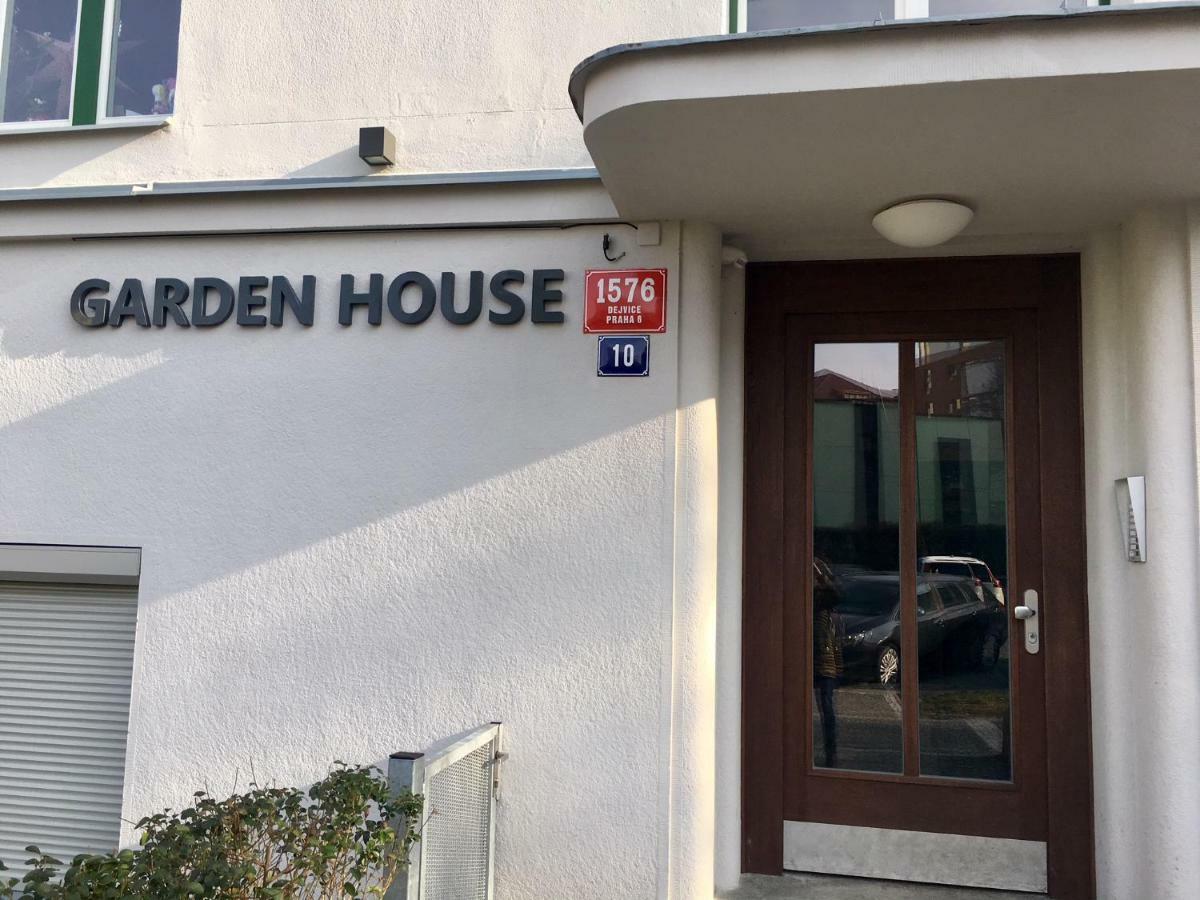 GARDEN HOUSE
1576
DEJVICE
PRAHA 6
10